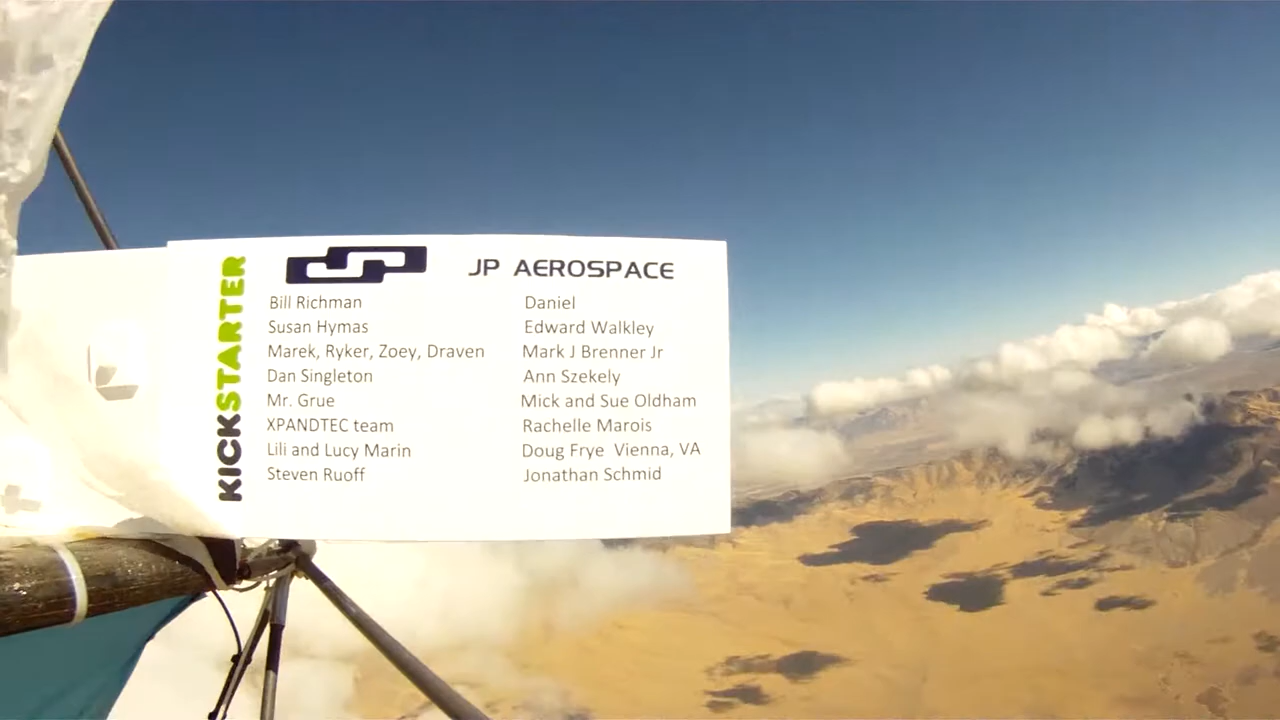 KICKSTARTER
JP AEROSPACE
Bill Richman
Susan Hymas
Marek, Ryker, Zoey, Draven
Dan Singleton
Mr. Grue
XPANDTEC team
Lili and Lucy Marin
Steven Ruoff
Daniel
Edward Walkley
Mark J Brenner Jr
Ann Szekely
Mick and Sue Oldham
Rachelle Marois
Doug Frye  Vienna, VA
Jonathan Schmid